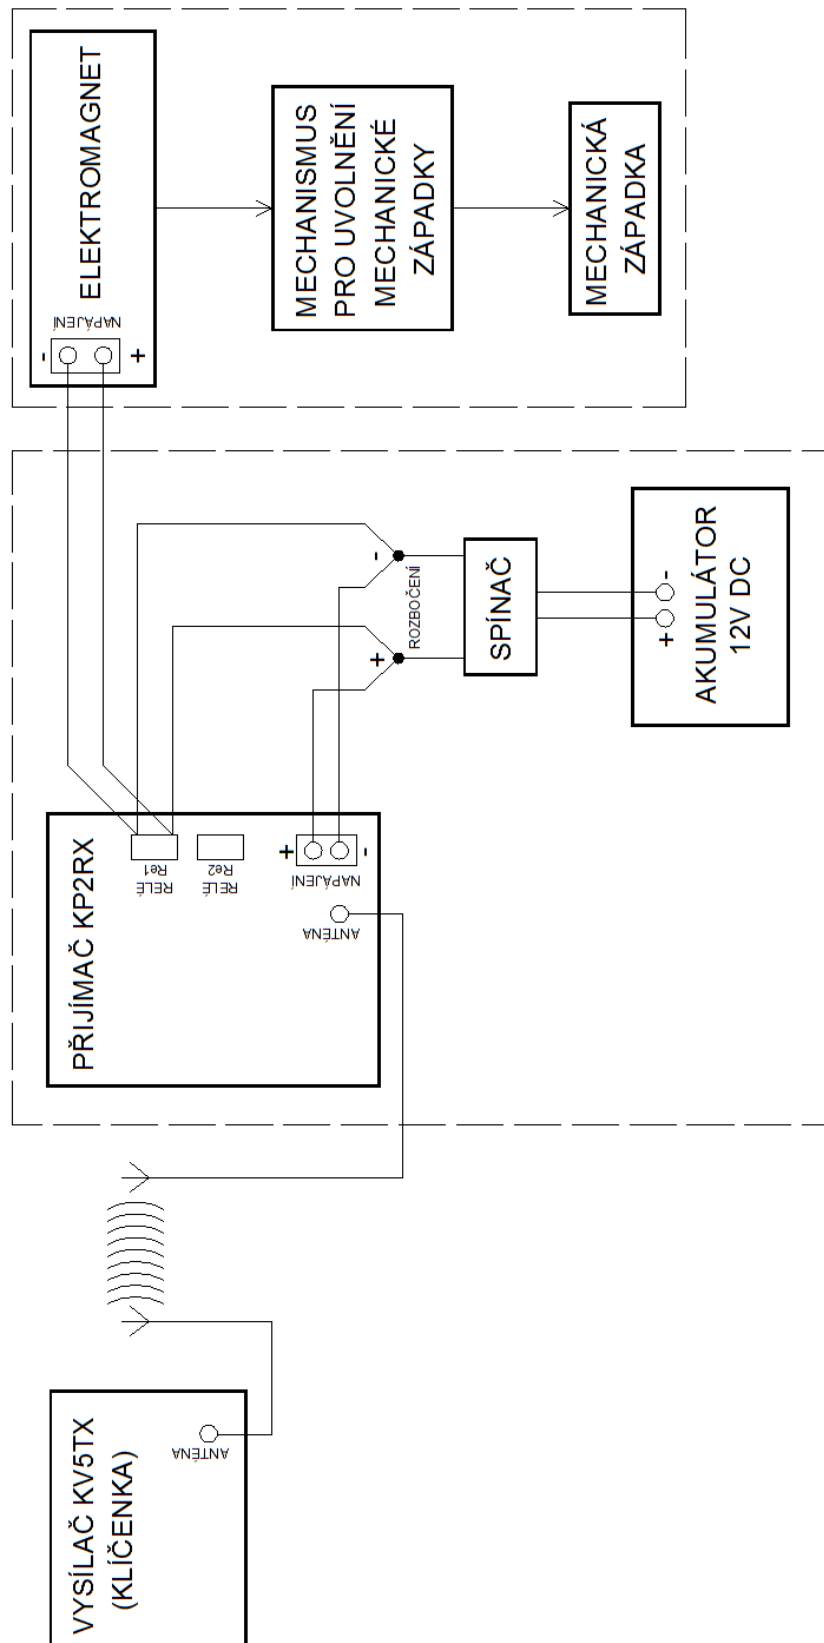 VYSÍLAČ KV5TX
(KLÍČENKA)
ANTÉNA
PŘIJÍMAČ KP2RX
RELÉ
Re1
RELÉ
Re2
NAPÁJENÍ
+
-
ANTÉNA
-
+
ROZBOČENÍ
SPÍNAČ
+
-
AKUMULÁTOR
12V DC
ELEKTROMAGNET
NAPÁJENÍ
-
+
MECHANISMUS
PRO UVOLNĚNÍ
MECHANICKÉ
ZÁPADKY
MECHANICKÁ
ZÁPADKA